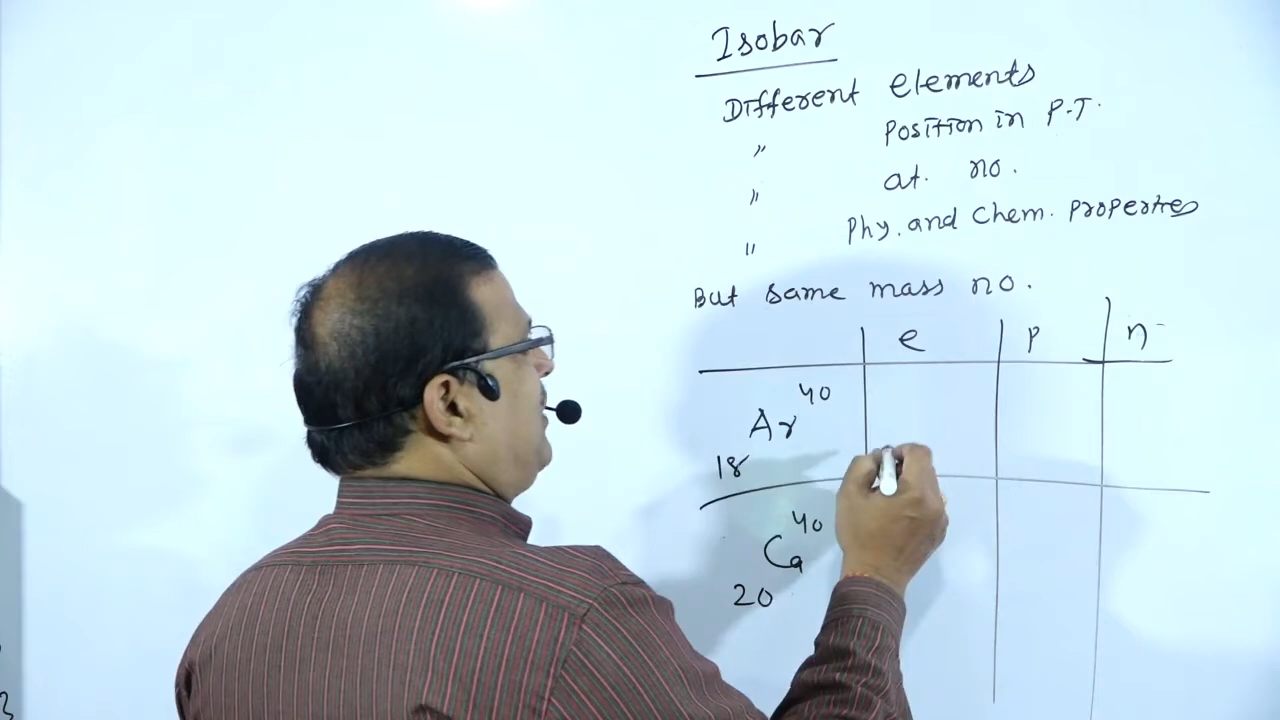 Isobar
Different elements
" Position in P.T.
" at. no.
" Phy. and Chem. properties
But same mass no.
e p n
40
Ar
18
40
Ca
20